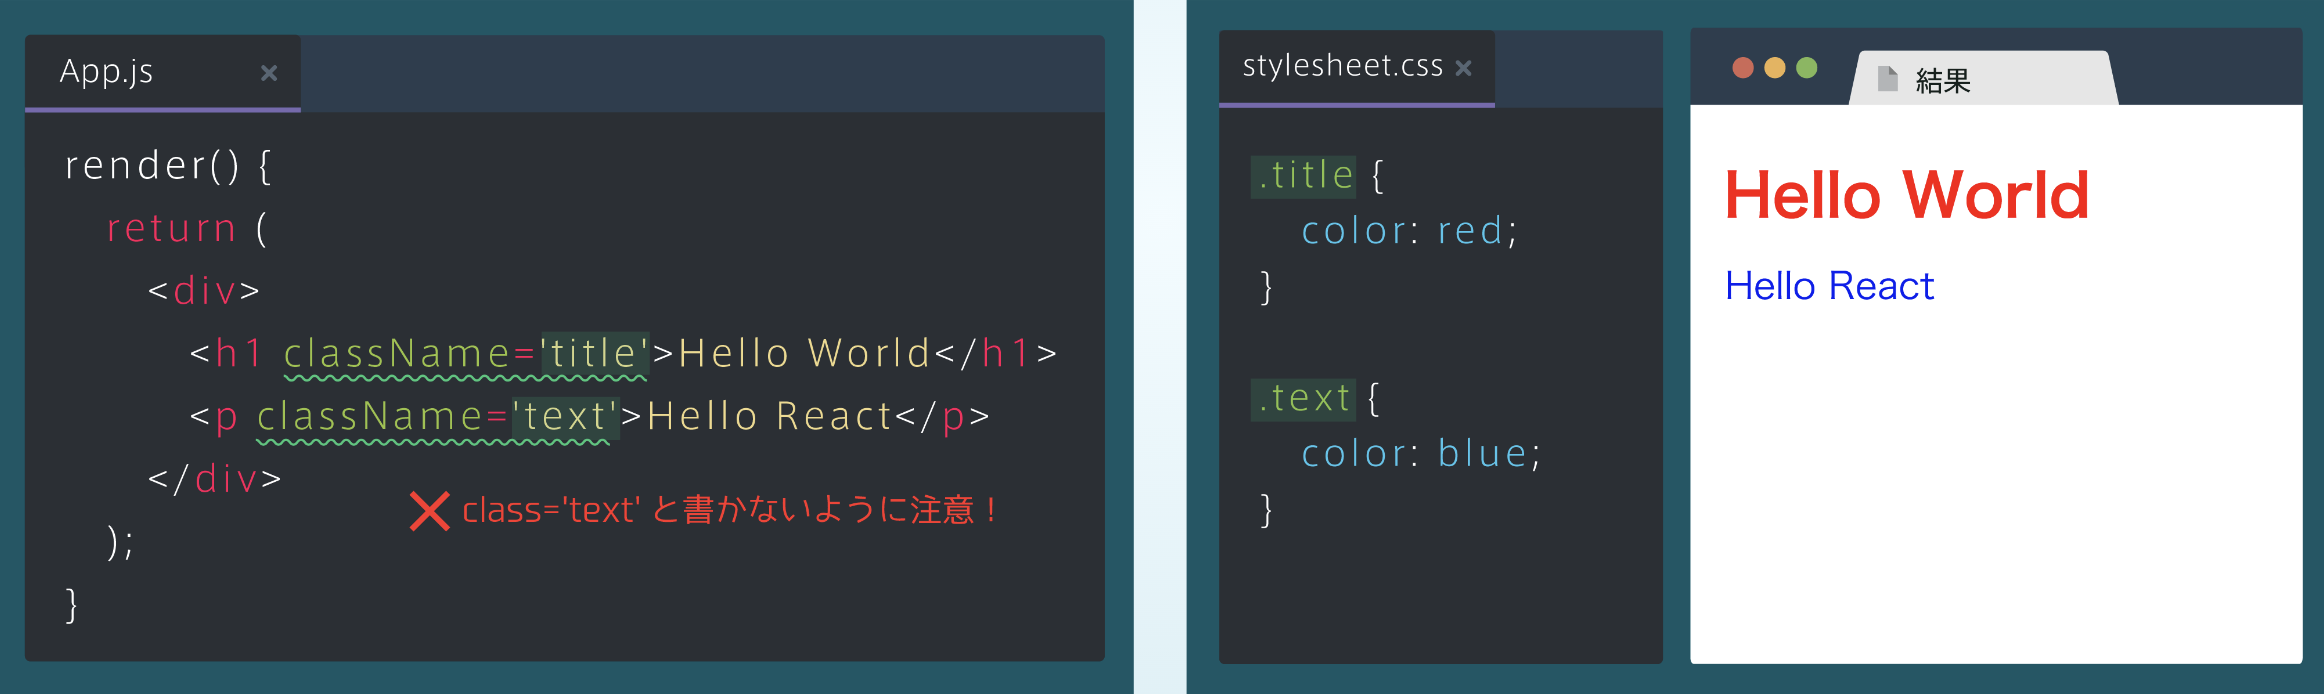 App.js ×
render() {
return (
<div>
<h1 className='title'>Hello World</h1>
<p className='text'>Hello React</p>
</div>
❌ class='text' と書かないように注意！
);
}
stylesheet.css ×
.title {
color: red;
}
.text {
color: blue;
}
結果
Hello World
Hello React